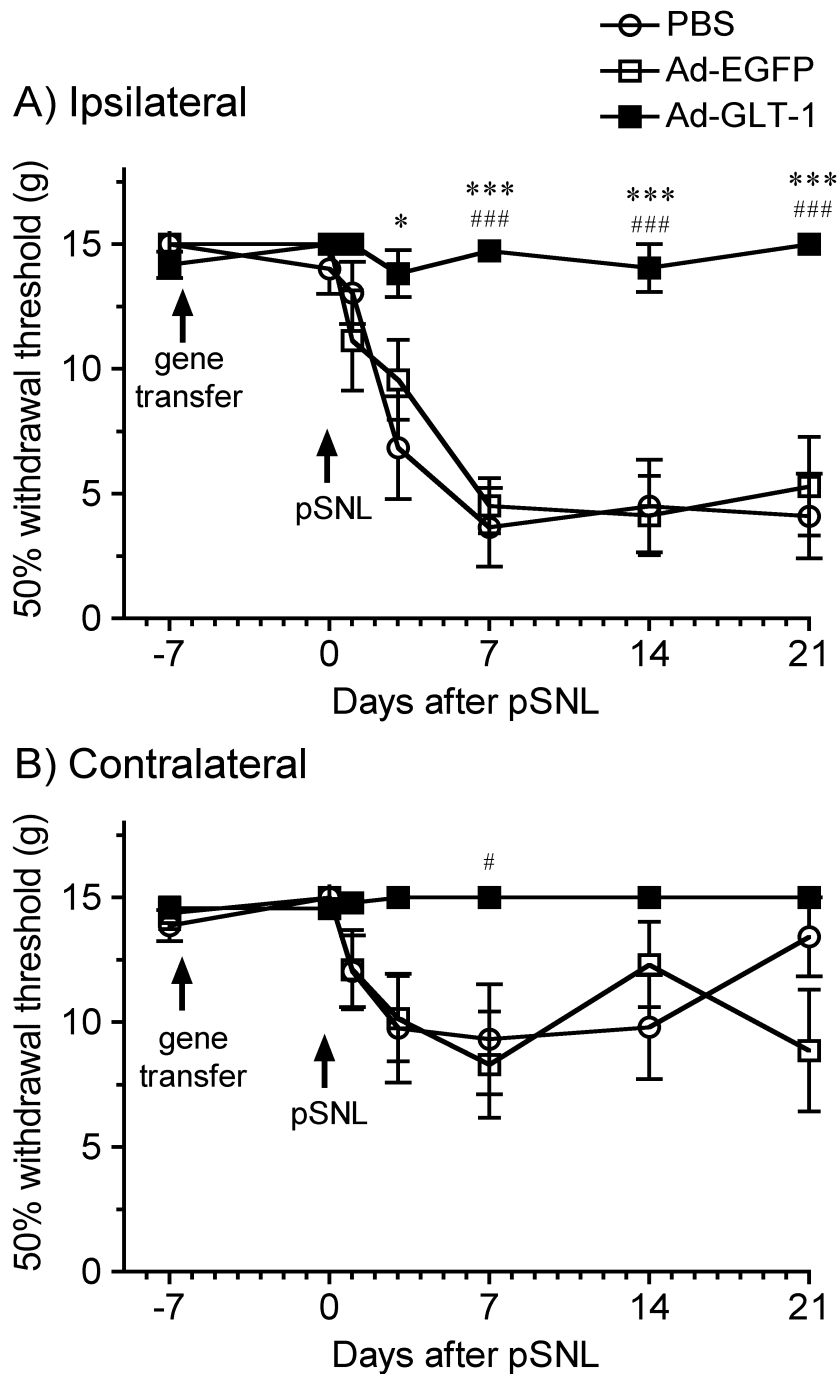 PBS
Ad-EGFP
Ad-GLT-1
A) Ipsilateral
50% withdrawal threshold (g)
15
10
5
0
* *** *** ***
### ### ###
gene
transfer
pSNL
-7 0 7 14 21
Days after pSNL
B) Contralateral
50% withdrawal threshold (g)
15
10
5
0
#
gene
transfer
pSNL
-7 0 7 14 21
Days after pSNL